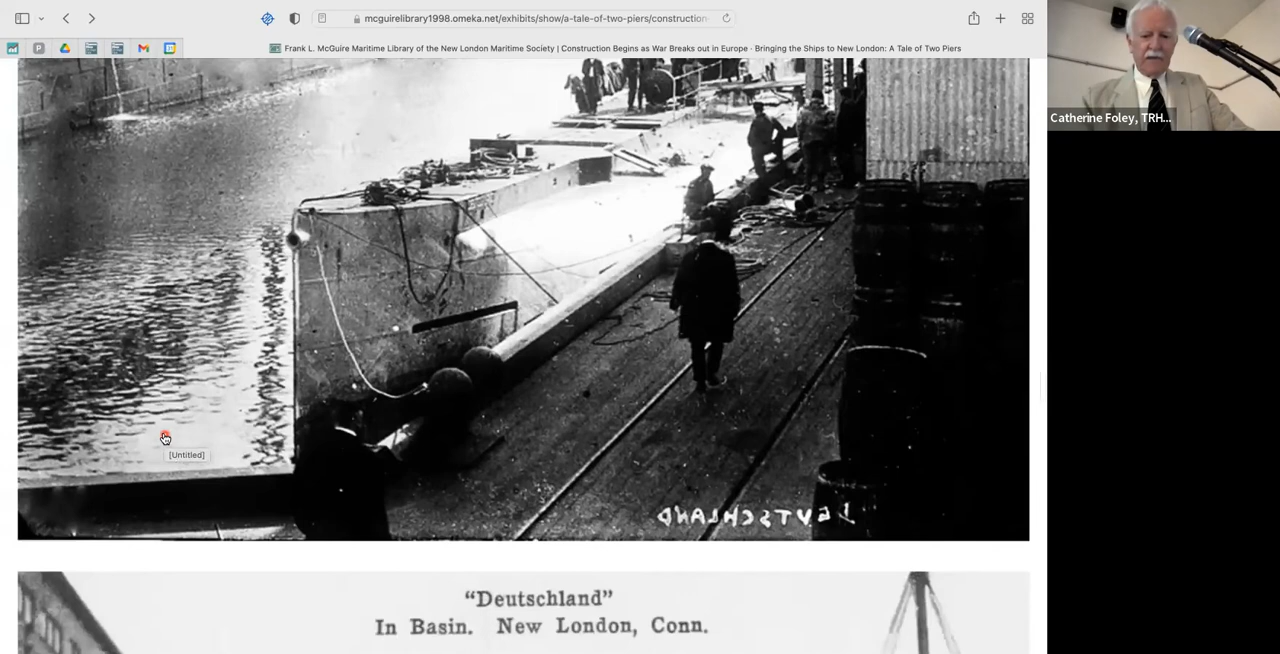 mcguirelibrary1998.omeka.net/exhibits/show/a-tale-of-two-piers/construction-
Frank L. McGuire Maritime Library of the New London Maritime Society | Construction Begins as War Breaks out in Europe · Bringing the Ships to New London: A Tale of Two Piers
Catherine Foley, TRH...
[Untitled]
DEUTSCHLAND
"Deutschland"
In Basin. New London, Conn.